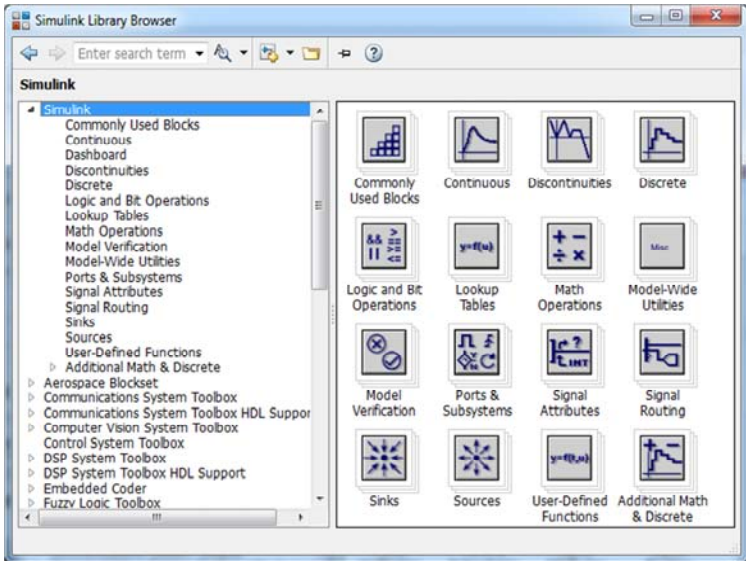 Simulink Library Browser
Enter search term
Simulink
Simulink
Commonly Used Blocks
Continuous
Dashboard
Discontinuities
Discrete
Logic and Bit Operations
Lookup Tables
Math Operations
Model Verification
Model-Wide Utilities
Ports & Subsystems
Signal Attributes
Signal Routing
Sinks
Sources
User-Defined Functions
Additional Math & Discrete
Aerospace Blockset
Communications System Toolbox
Communications System Toolbox HDL Suppor
Computer Vision System Toolbox
Control System Toolbox
DSP System Toolbox
DSP System Toolbox HDL Support
Embedded Coder
Fuzzy Logic Toolbox
Commonly
Used Blocks
Continuous
Discontinuities
Discrete
&& > >=
|| == <=
Logic and Bit
Operations
y=f(u)
Lookup
Tables
+ −
÷ ×
Math
Operations
Misc
Model-Wide
Utilities
Model
Verification
Ports &
Subsystems
?
INT
Signal
Attributes
Signal
Routing
Sinks
Sources
y=f(t,u)
User-Defined
Functions
+ −
Additional Math
& Discrete